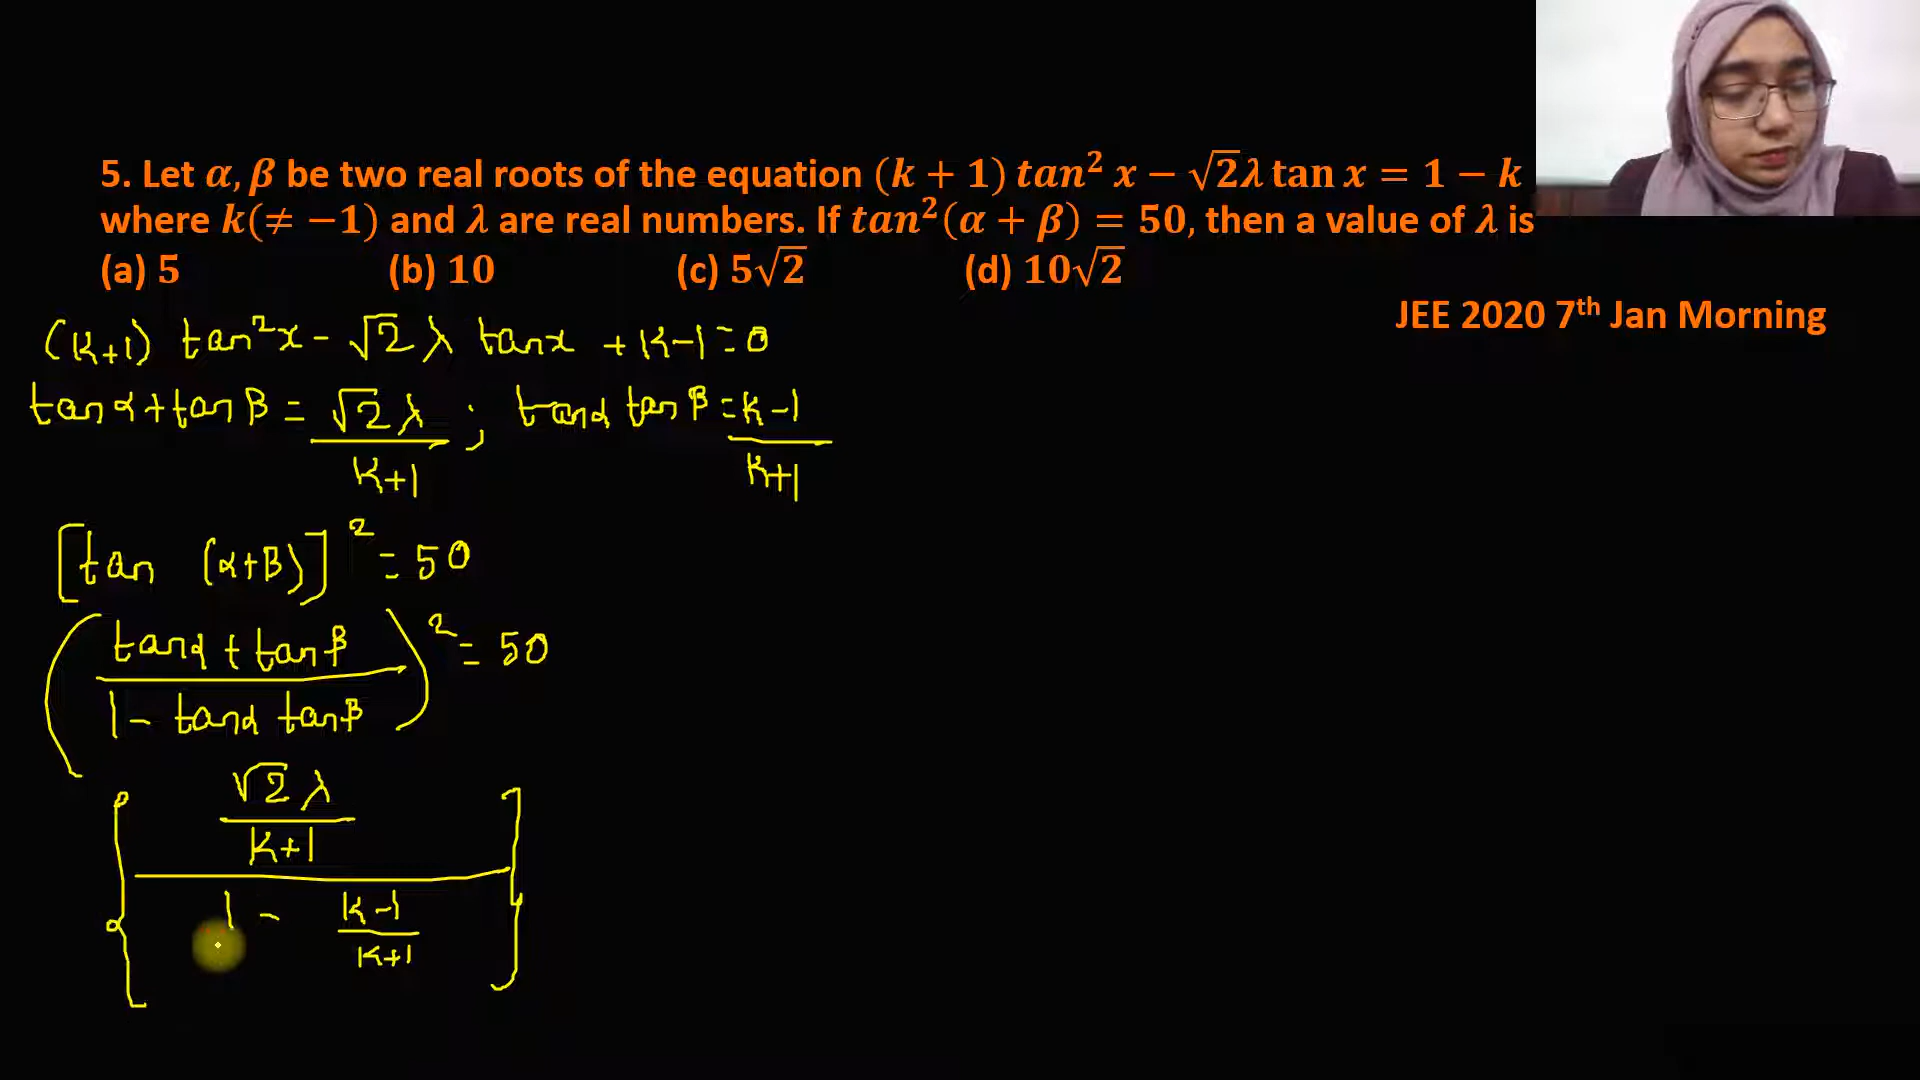 5. Let α, β be two real roots of the equation (k + 1) tan² x − √2λ tan x = 1 − k
where k(≠ −1) and λ are real numbers. If tan²(α + β) = 50, then a value of λ is
(a) 5 (b) 10 (c) 5√2 (d) 10√2
JEE 2020 7th Jan Morning
(K+1) tan²x - √2 λ tanx + K-1 = 0
tanα + tanβ = √2 λ / K+1 ; tanα tanβ = K-1 / K+1
[tan (α+β)]² = 50
(tanα + tanβ / 1 - tanα tanβ)² = 50
[√2 λ / K+1
1 - K-1 / K+1]